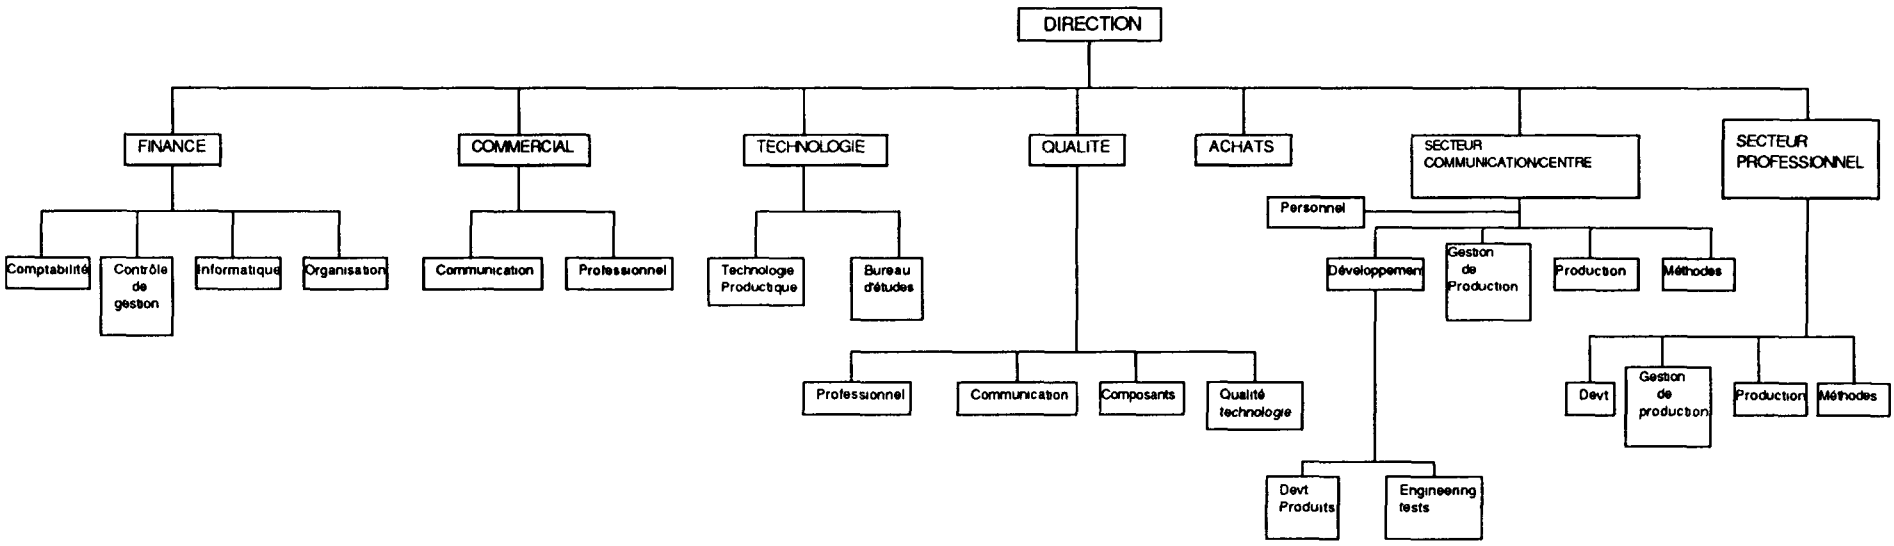 DIRECTION
FINANCE
COMMERCIAL
TECHNOLOGIE
QUALITE
ACHATS
SECTEUR
COMMUNICATION/CENTRE
SECTEUR
PROFESSIONNEL
Personnel
Comptabilité
Contrôle
de
gestion
Informatique
Organisation
Communication
Professionnel
Technologie
Productique
Bureau
d'études
Développement
Gestion
de
Production
Production
Méthodes
Professionnel
Communication
Composants
Qualité
technologie
Devt
Gestion
de
production
Production
Méthodes
Devt
Produits
Engineering
tests